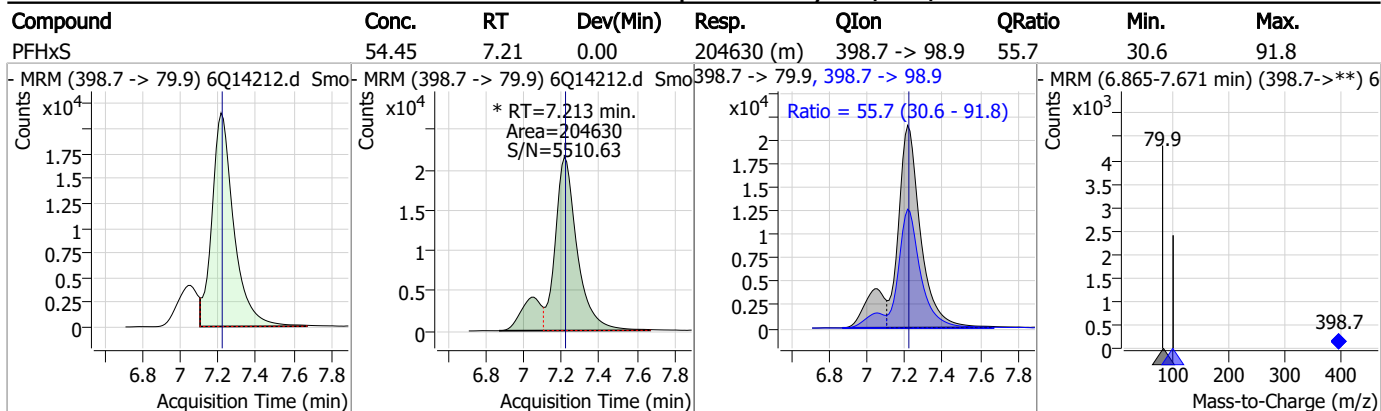 Compound Conc. RT Dev(Min) Resp. QIon QRatio Min. Max.
PFHxS 54.45 7.21 0.00 204630 (m) 398.7 -> 98.9 55.7 30.6 91.8
- MRM (398.7 -> 79.9) 6Q14212.d Smo
Counts
x10⁴
1.75
1.5
1.25
1
0.75
0.5
0.25
0
6.8 7 7.2 7.4 7.6 7.8
Acquisition Time (min)
- MRM (398.7 -> 79.9) 6Q14212.d Smo
Counts
x10⁴
* RT=7.213 min.
Area=204630
S/N=5510.63
2
1.5
1
0.5
0
6.8 7 7.2 7.4 7.6 7.8
Acquisition Time (min)
398.7 -> 79.9, 398.7 -> 98.9
Counts
x10⁴
Ratio = 55.7 (30.6 - 91.8)
2
1.75
1.5
1.25
1
0.75
0.5
0.25
0
6.8 7 7.2 7.4 7.6 7.8
Acquisition Time (min)
- MRM (6.865-7.671 min) (398.7->**) 6
Counts
x10³
79.9
4
3.5
3
2.5
2
1.5
1
0.5
0
398.7
100 200 300 400
Mass-to-Charge (m/z)